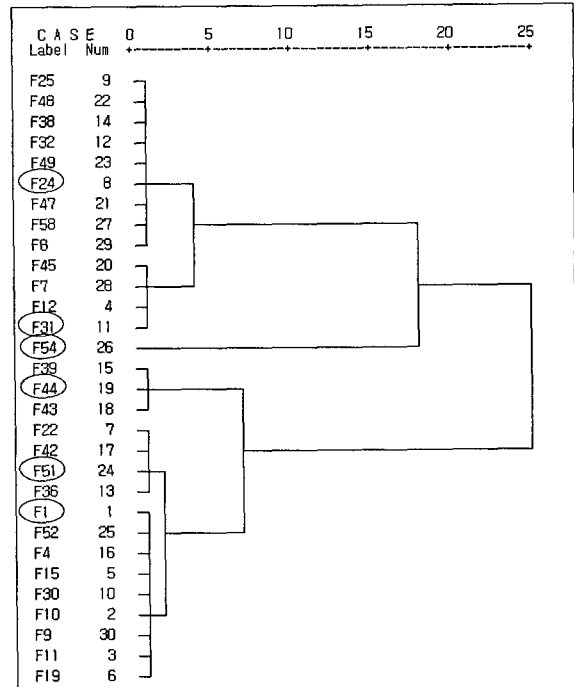 C A S E 0 5 10 15 20 25
Label Num
F25 9
F48 22
F38 14
F32 12
F49 23
F24 8
F47 21
F58 27
F8 29
F45 20
F7 28
F12 4
F31 11
F54 26
F39 15
F44 19
F43 18
F22 7
F42 17
F51 24
F36 13
F1 1
F52 25
F4 16
F15 5
F30 10
F10 2
F9 30
F11 3
F19 6